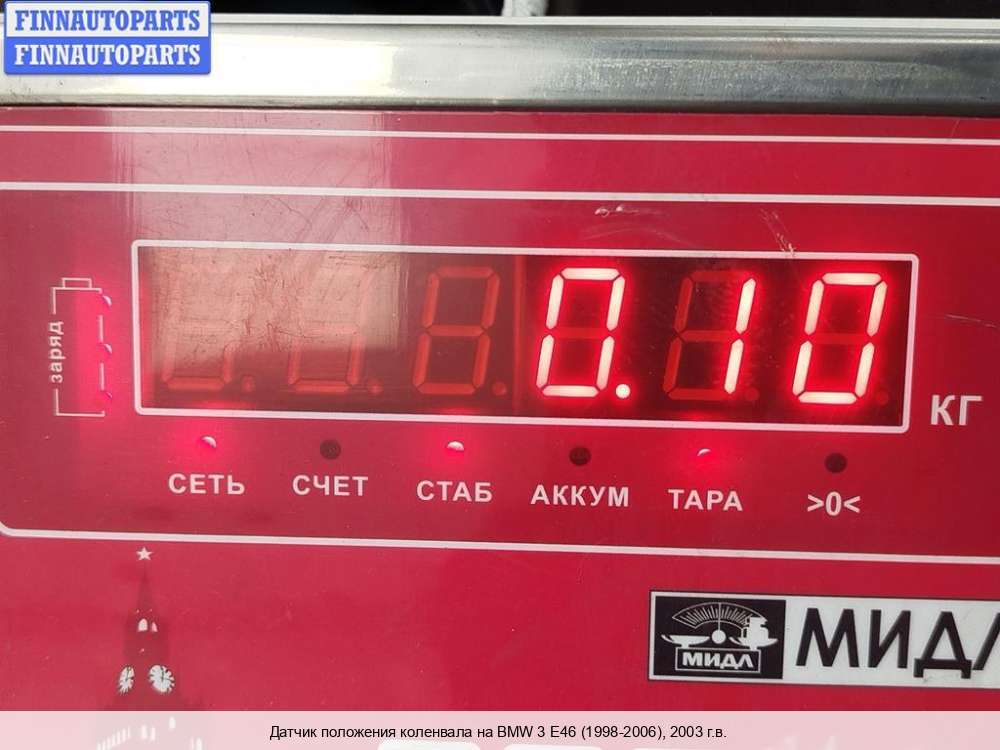 FINNAUTOPARTS
FINNAUTOPARTS
заряд
0.10
КГ
СЕТЬ СЧЕТ СТАБ АККУМ ТАРА >0<
МИДЛ МИДЛ
Датчик положения коленвала на BMW 3 E46 (1998-2006), 2003 г.в.